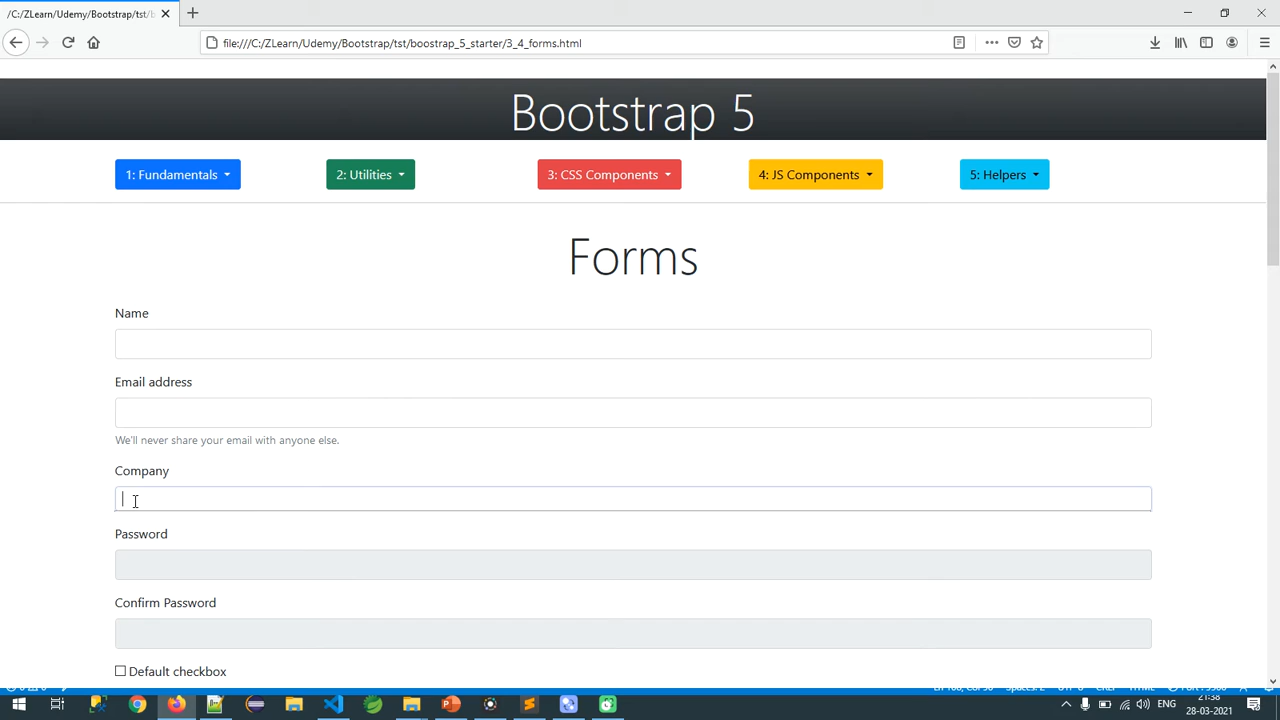 /C:/ZLearn/Udemy/Bootstrap/tst/b
file:///C:/ZLearn/Udemy/Bootstrap/tst/boostrap_5_starter/3_4_forms.html
Bootstrap 5
1: Fundamentals
2: Utilities
3: CSS Components
4: JS Components
5: Helpers
Forms
Name
Email address
We'll never share your email with anyone else.
Company
Password
Confirm Password
Default checkbox
ENG
21:38
28-03-2021